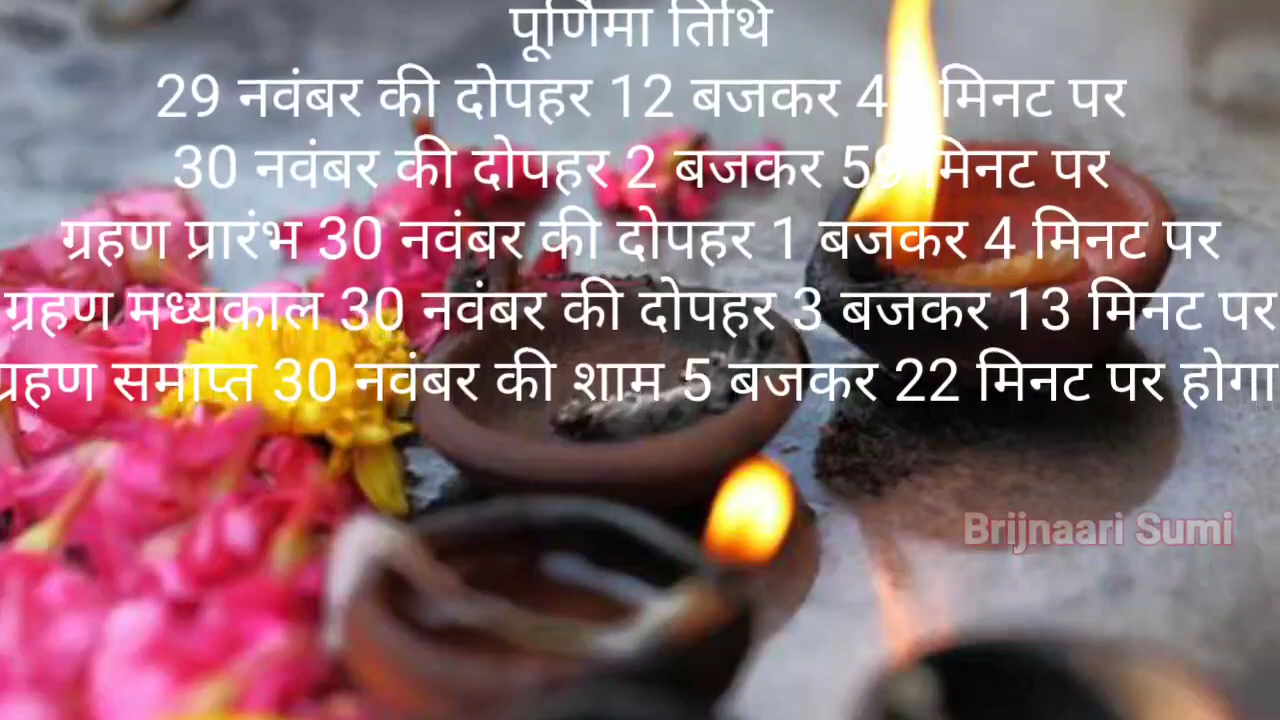 पूर्णिमा तिथि
29 नवंबर की दोपहर 12 बजकर मिनट पर
30 नवंबर की दोपहर 2 बजकर 59 मिनट पर
ग्रहण प्रारंभ 30 नवंबर की दोपहर 1 बजकर 4 मिनट पर
ग्रहण मध्यकाल 30 नवंबर की दोपहर 3 बजकर 13 मिनट पर
ग्रहण समाप्त 30 नवंबर की शाम 5 बजकर 22 मिनट पर होगा
Brijnaari Sumi